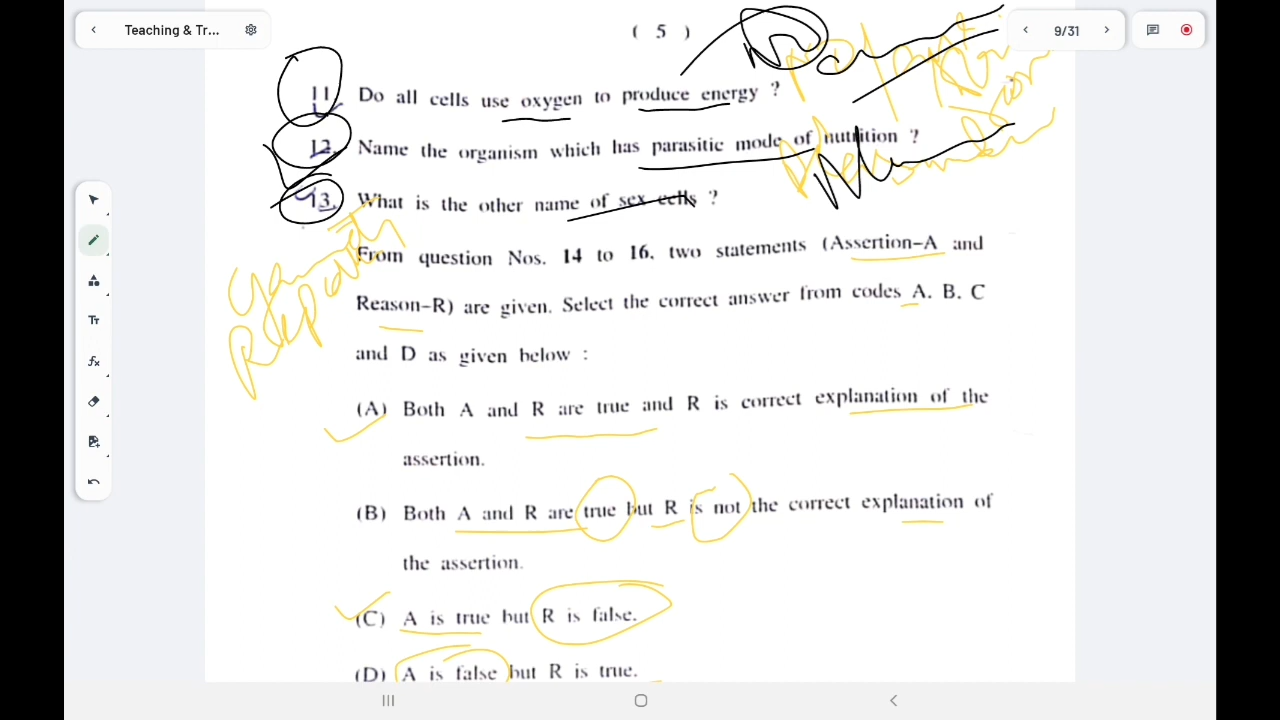 Teaching & Tr...
( 5 )
9/31
11. Do all cells use oxygen to produce energy ?
12. Name the organism which has parasitic mode of nutrition ?
13. What is the other name of sex cells ?
From question Nos. 14 to 16, two statements (Assertion–A and
Reason–R) are given. Select the correct answer from codes A. B. C
and D as given below :
(A) Both A and R are true and R is correct explanation of the
assertion.
(B) Both A and R are true but R is not the correct explanation of
the assertion.
(C) A is true but R is false.
(D) A is false but R is true.
Tr
fx